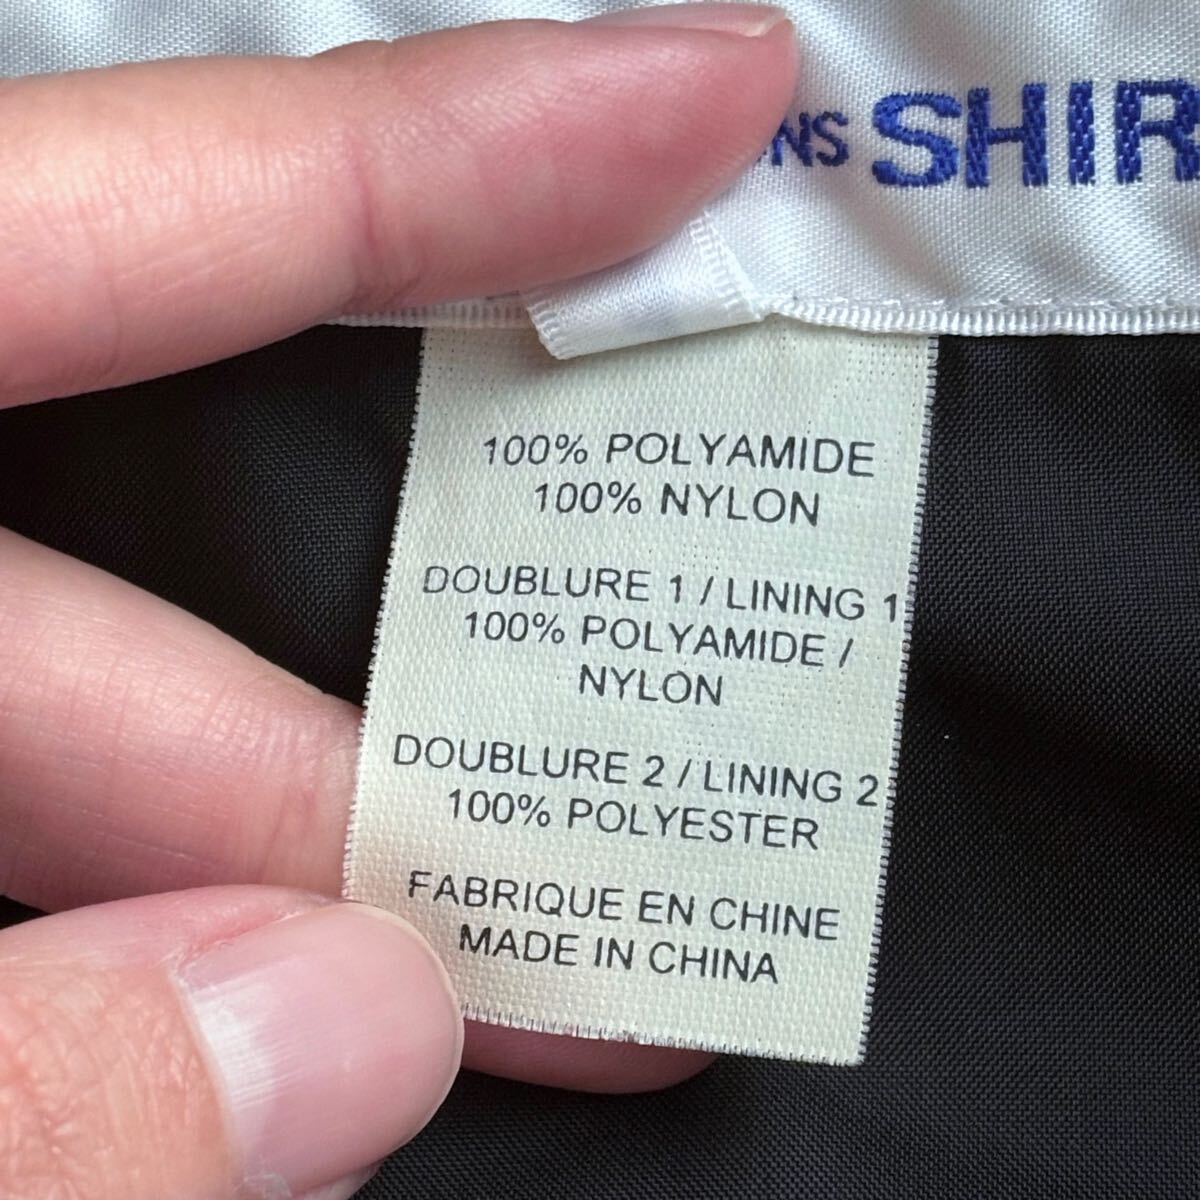 SHIR
100% POLYAMIDE
100% NYLON
DOUBLURE 1 / LINING 1
100% POLYAMIDE /
NYLON
DOUBLURE 2 / LINING 2
100% POLYESTER
FABRIQUE EN CHINE
MADE IN CHINA